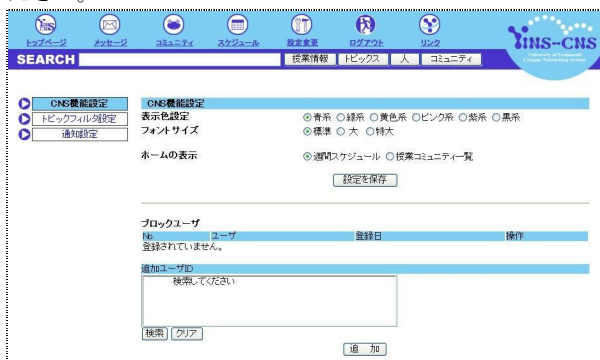 トップページ メッセージ コミュニティ スケジュール 設定変更 ログアウト リンク
YINS-CNS
University of Yamanashi
Campus Networking System
SEARCH 授業情報 トピックス 人 コミュニティ
CNS機能設定
トピックフィルタ設定
通知設定
CNS機能設定
表示色設定 青系 緑系 黄色系 ピンク系 紫系 黒系
フォントサイズ 標準 大 特大
ホームの表示 週間スケジュール 授業コミュニティ一覧
設定を保存
ブロックユーザ
No. ユーザ 登録日 操作
登録されていません。
追加ユーザID
検索してください
検索 クリア
追 加